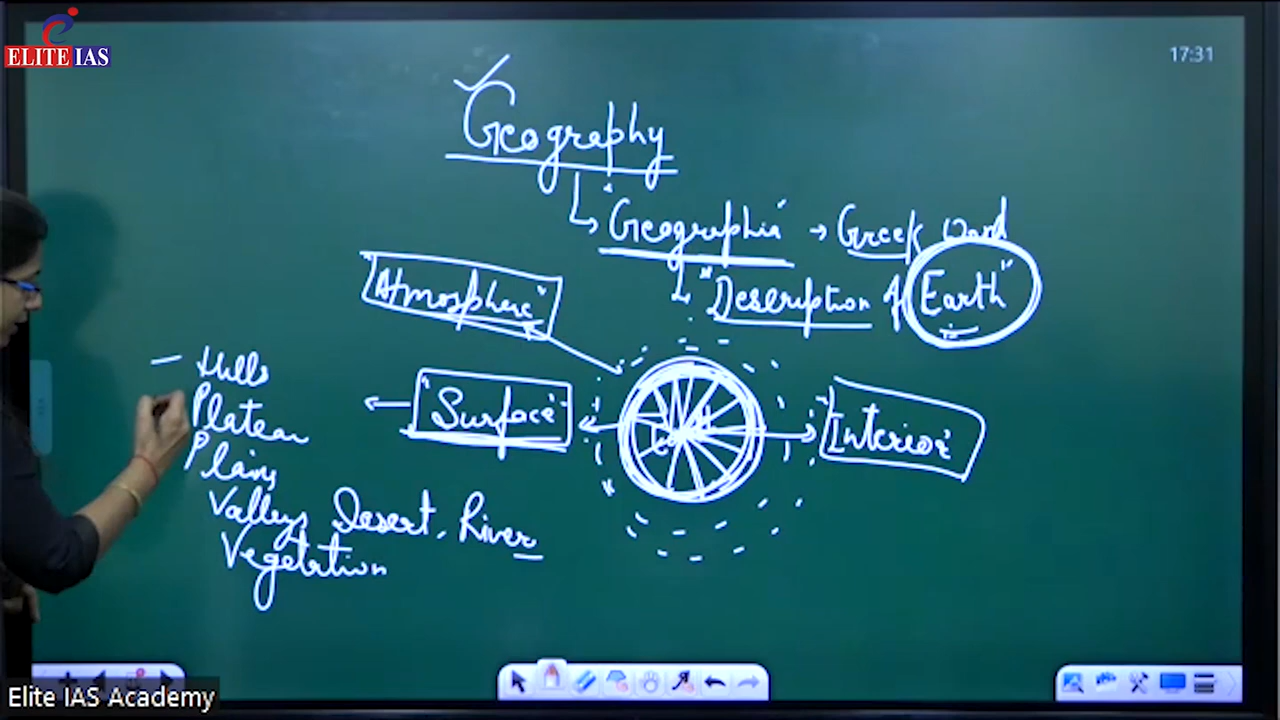 ELITE IAS
17:31
Geography
"Geographia" → Greek Word
"Description of Earth"
"Atmosphere"
"Surface"
"Interior"
- Hills
Plateau
Plains
Valleys Desert, River
Vegetation
Elite IAS Academy